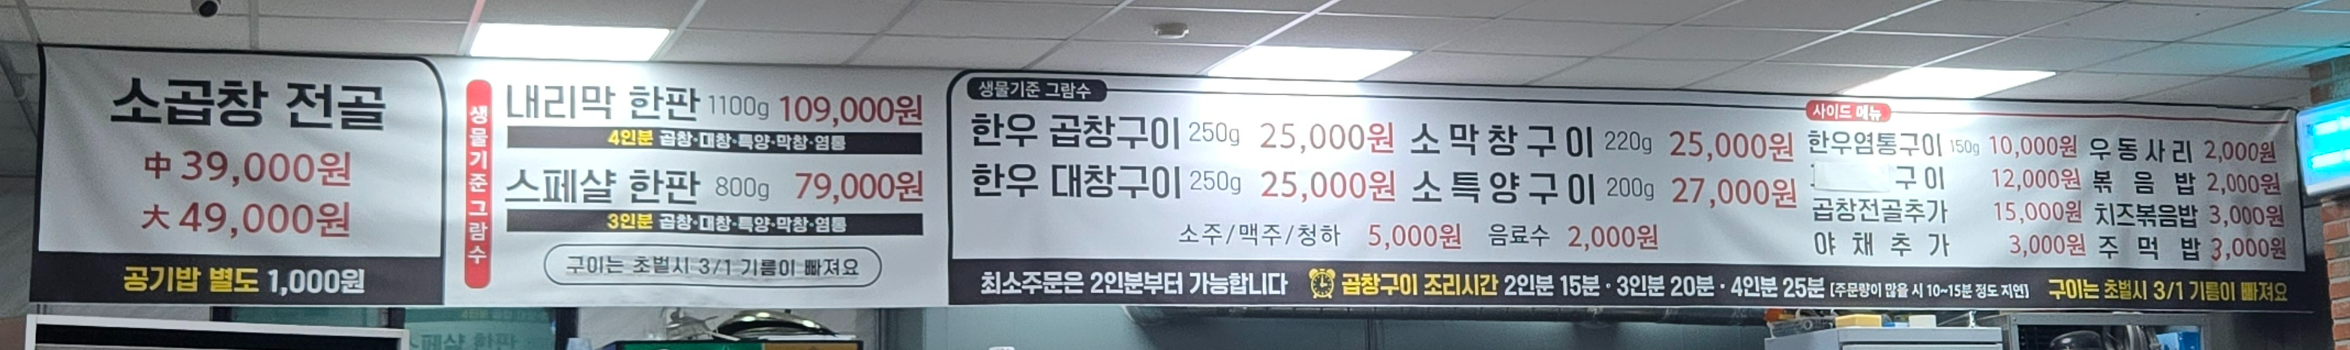 소곱창 전골
中 39,000원
大 49,000원
공기밥 별도 1,000원
생물기준그람수
내리막 한판 1100g 109,000원
4인분 곱창·대창·특양·막창·염통
스페샬 한판 800g 79,000원
3인분 곱창·대창·특양·막창·염통
구이는 초벌시 3/1 기름이 빠져요
생물기준 그람수
한우 곱창구이 250g 25,000원 소막창구이 220g 25,000원
한우 대창구이 250g 25,000원 소특양구이 200g 27,000원
소주/맥주/청하 5,000원 음료수 2,000원
사이드 메뉴
한우염통구이 150g 10,000원 우동사리 2,000원
구이 12,000원 볶음밥 2,000원
곱창전골추가 15,000원 치즈볶음밥 3,000원
야채추가 3,000원 주먹밥 3,000원
최소주문은 2인분부터 가능합니다 곱창구이 조리시간 2인분 15분 · 3인분 20분 · 4인분 25분 [주문량이 많을 시 10~15분 정도 지연] 구이는 초벌시 3/1 기름이 빠져요
스페샬 한판